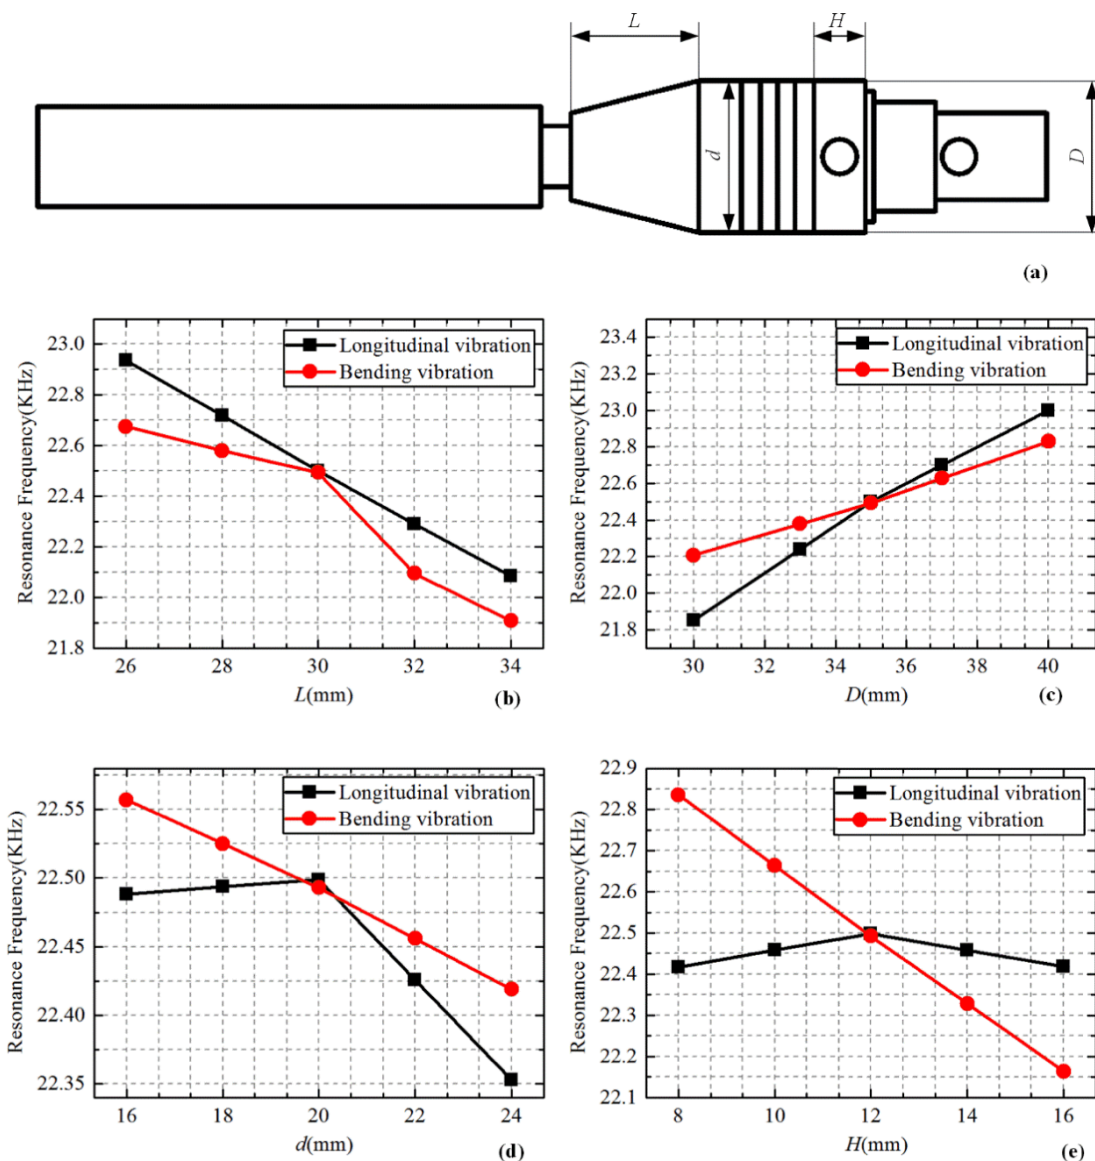 L
H
d
D
(a)
Resonance Frequency(KHz)
23.0
22.8
22.6
22.4
22.2
22.0
21.8
Longitudinal vibration
Bending vibration
26 28 30 32 34
L(mm)
(b)
Resonance Frequency(KHz)
23.4
23.2
23.0
22.8
22.6
22.4
22.2
22.0
21.8
Longitudinal vibration
Bending vibration
30 32 34 36 38 40
D(mm)
(c)
Resonance Frequency(KHz)
22.55
22.50
22.45
22.40
22.35
Longitudinal vibration
Bending vibration
16 18 20 22 24
d(mm)
(d)
Resonance Frequency(KHz)
22.9
22.8
22.7
22.6
22.5
22.4
22.3
22.2
22.1
Longitudinal vibration
Bending vibration
8 10 12 14 16
H(mm)
(e)